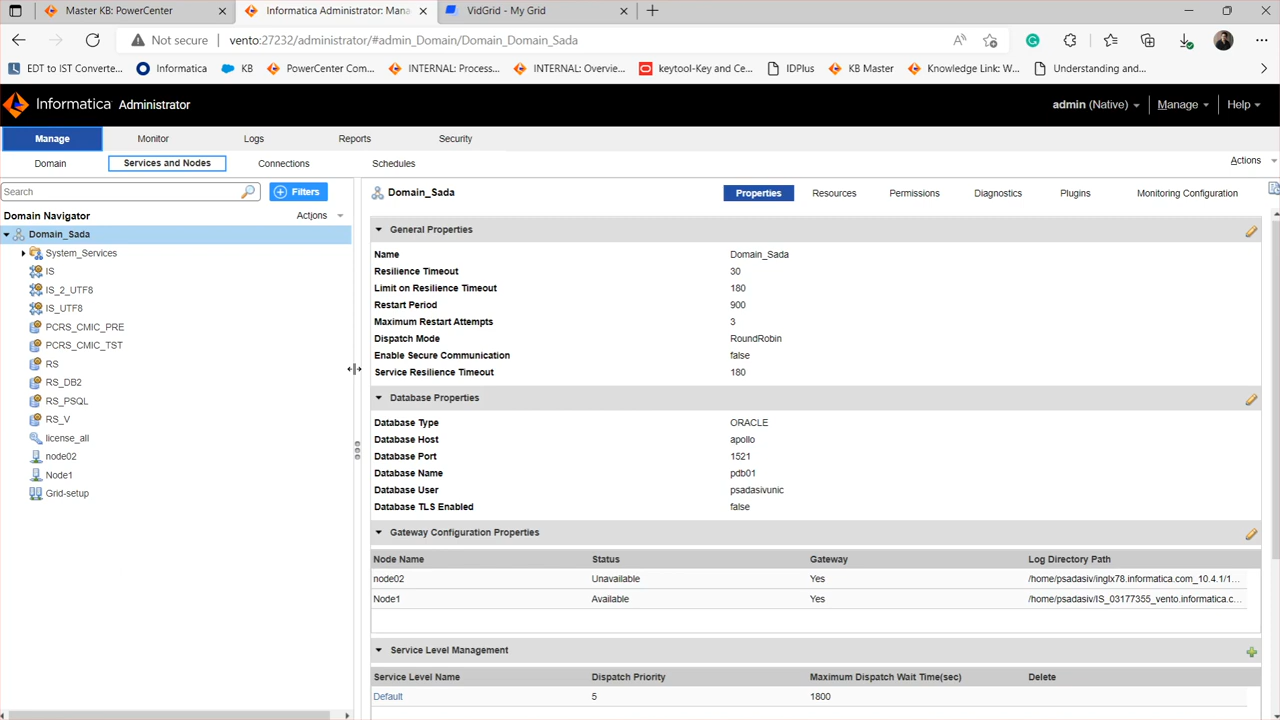 Master KB: PowerCenter
Informatica Administrator: Mana
VidGrid - My Grid
Not secure
vento:27232/administrator/#admin_Domain/Domain_Domain_Sada
EDT to IST Converte...
Informatica
KB
PowerCenter Com...
INTERNAL: Process...
INTERNAL: Overvie...
keytool-Key and Ce...
IDPlus
KB Master
Knowledge Link: W...
Understanding and...
Informatica Administrator
admin (Native)
Manage
Help
Manage
Monitor
Logs
Reports
Security
Domain
Services and Nodes
Connections
Schedules
Actions
Search
Filters
Domain Navigator
Actions
Domain_Sada
System_Services
IS
IS_2_UTF8
IS_UTF8
PCRS_CMIC_PRE
PCRS_CMIC_TST
RS
RS_DB2
RS_PSQL
RS_V
license_all
node02
Node1
Grid-setup
Domain_Sada
Properties
Resources
Permissions
Diagnostics
Plugins
Monitoring Configuration
General Properties
Name Domain_Sada
Resilience Timeout 30
Limit on Resilience Timeout 180
Restart Period 900
Maximum Restart Attempts 3
Dispatch Mode RoundRobin
Enable Secure Communication false
Service Resilience Timeout 180
Database Properties
Database Type ORACLE
Database Host apollo
Database Port 1521
Database Name pdb01
Database User psadasivunic
Database TLS Enabled false
Gateway Configuration Properties
Node Name Status Gateway Log Directory Path
node02 Unavailable Yes /home/psadasiv/inglx78.informatica.com_10.4.1/1...
Node1 Available Yes /home/psadasiv/IS_03177355_vento.informatica.c...
Service Level Management
Service Level Name Dispatch Priority Maximum Dispatch Wait Time(sec) Delete
Default 5 1800